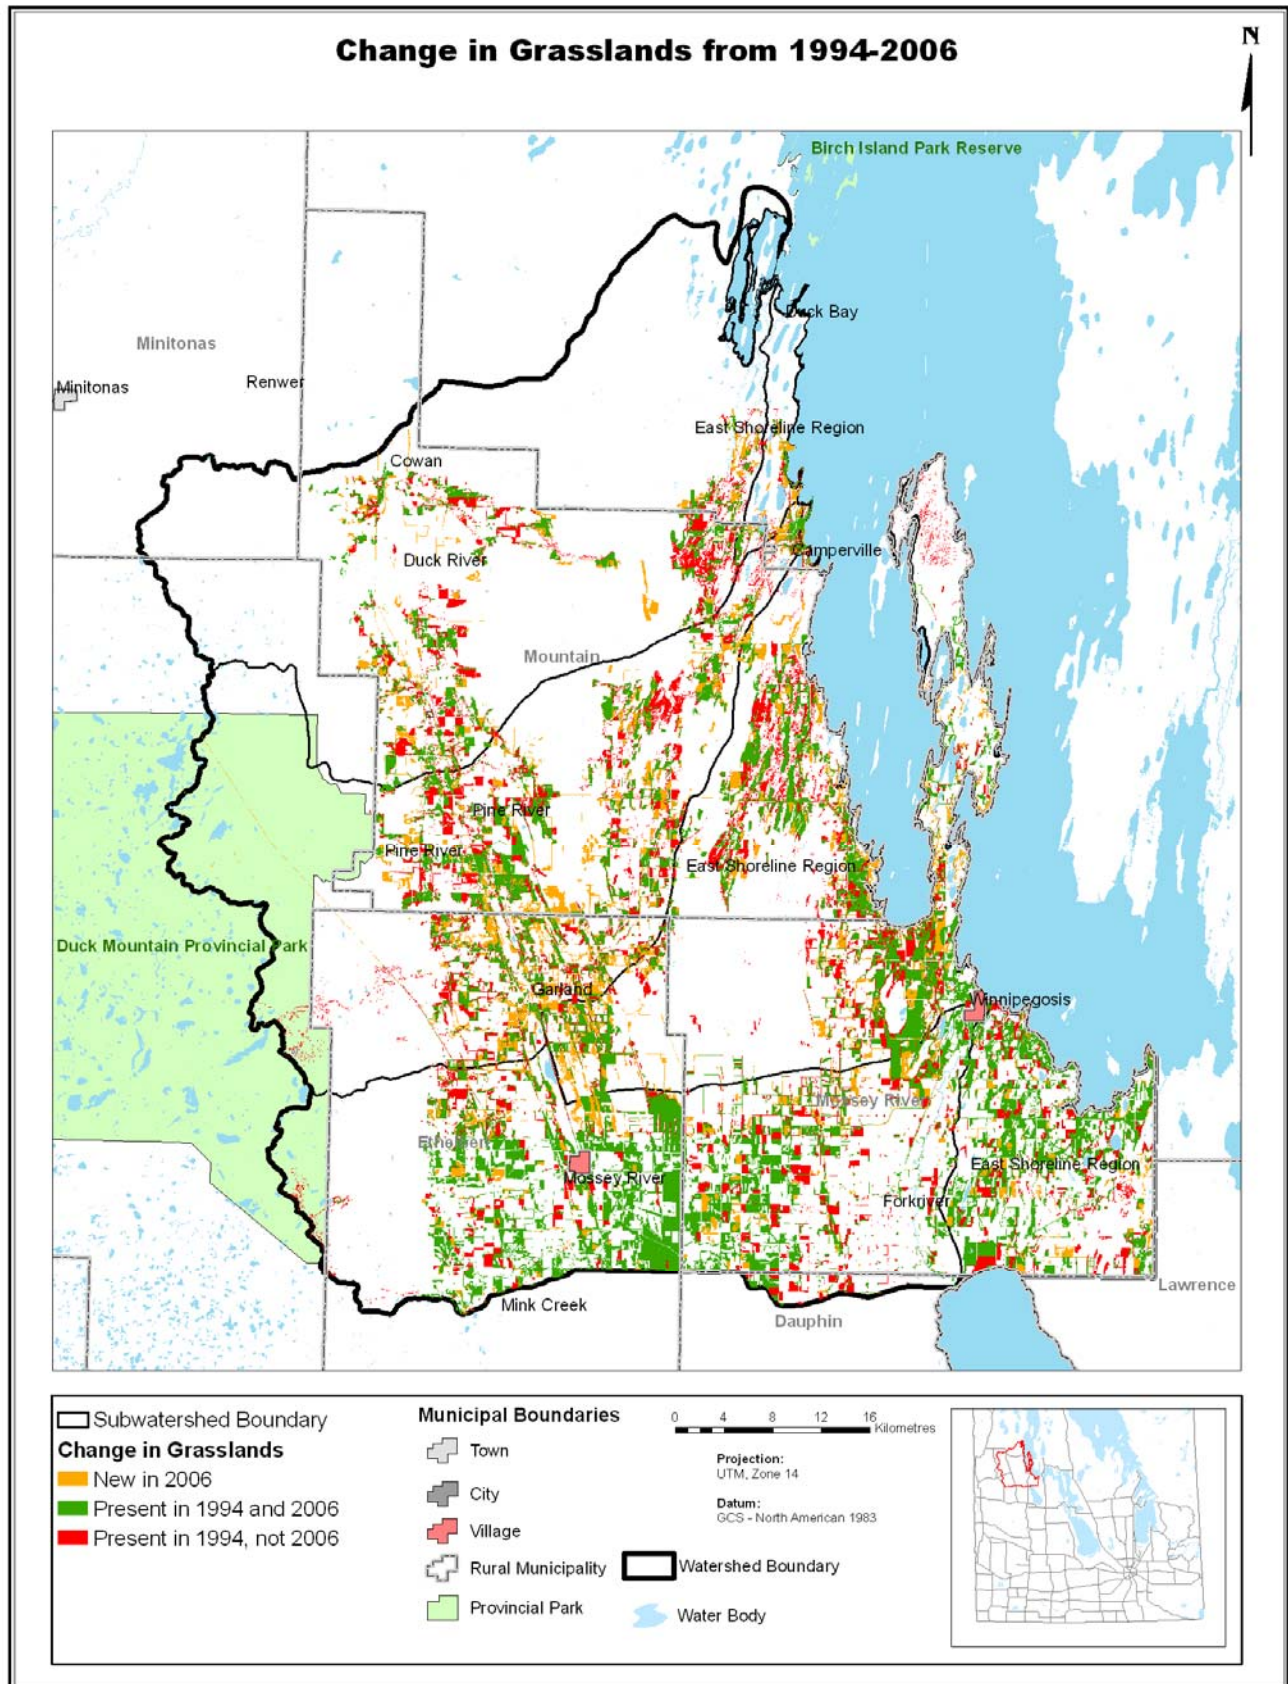 Change in Grasslands from 1994-2006
N
Birch Island Park Reserve
Duck Bay
Minitonas
Minitonas
Renwer
East Shoreline Region
Cowan
Camperville
Duck River
Mountain
Pine River
Pine River
East Shoreline Region
Duck Mountain Provincial Park
Garland
Winnipegosis
Mossey River
Ethelbert
East Shoreline Region
Mossey River
Forkriver
Lawrence
Mink Creek
Dauphin
Subwatershed Boundary
Change in Grasslands
New in 2006
Present in 1994 and 2006
Present in 1994, not 2006
Municipal Boundaries
Town
City
Village
Rural Municipality
Provincial Park
0 4 8 12 16
Kilometres
Projection:
UTM, Zone 14
Datum:
GCS - North American 1983
Watershed Boundary
Water Body